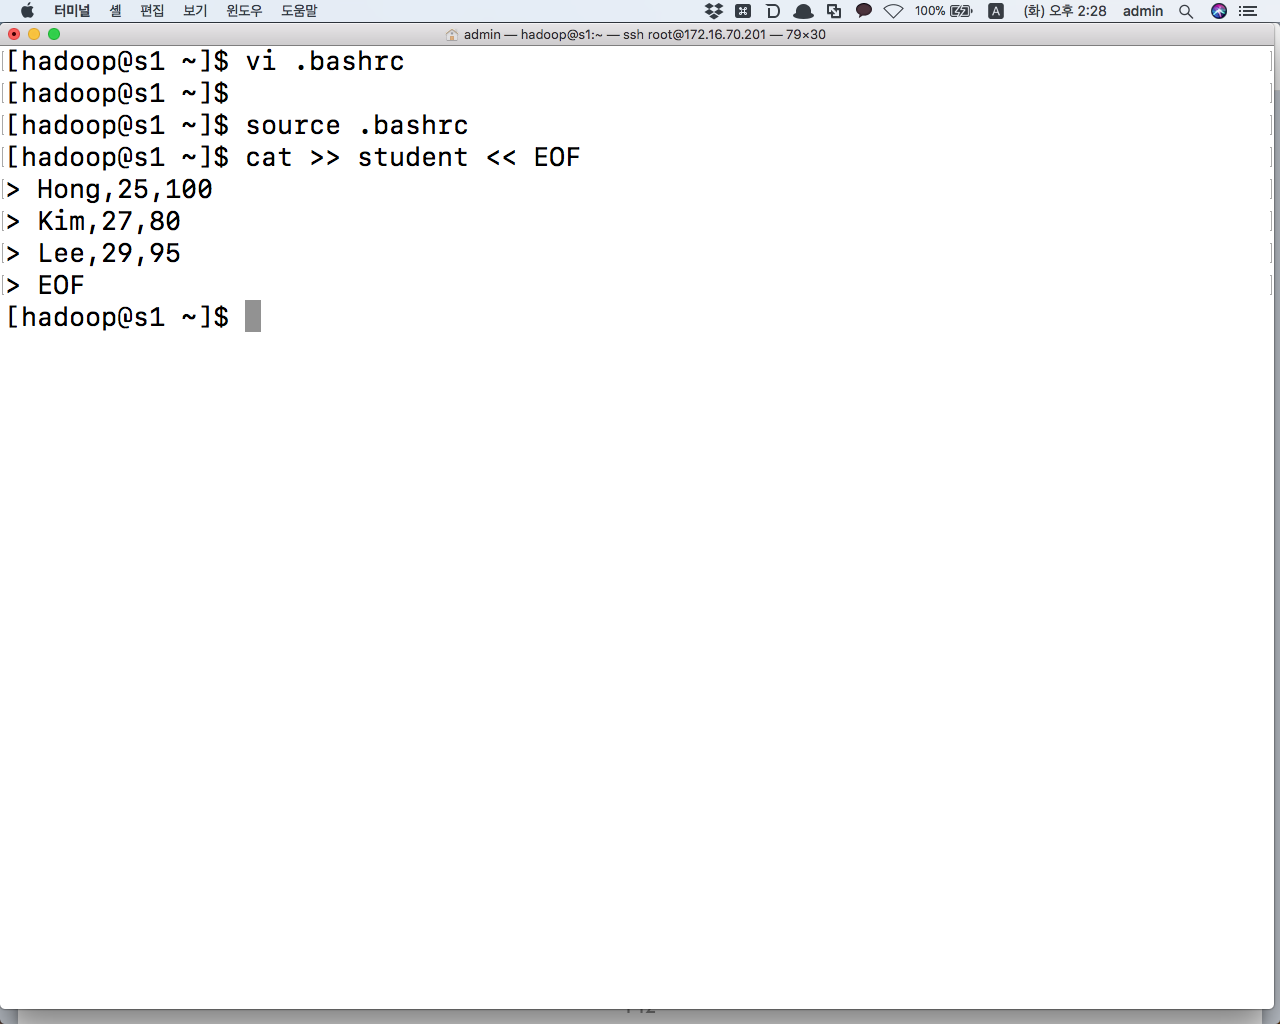 터미널 셸 편집 보기 윈도우 도움말 100% A (화) 오후 2:28 admin
admin — hadoop@s1:~ — ssh root@172.16.70.201 — 79×30
[hadoop@s1 ~]$ vi .bashrc
[hadoop@s1 ~]$
[hadoop@s1 ~]$ source .bashrc
[hadoop@s1 ~]$ cat >> student << EOF
> Hong,25,100
> Kim,27,80
> Lee,29,95
> EOF
[hadoop@s1 ~]$